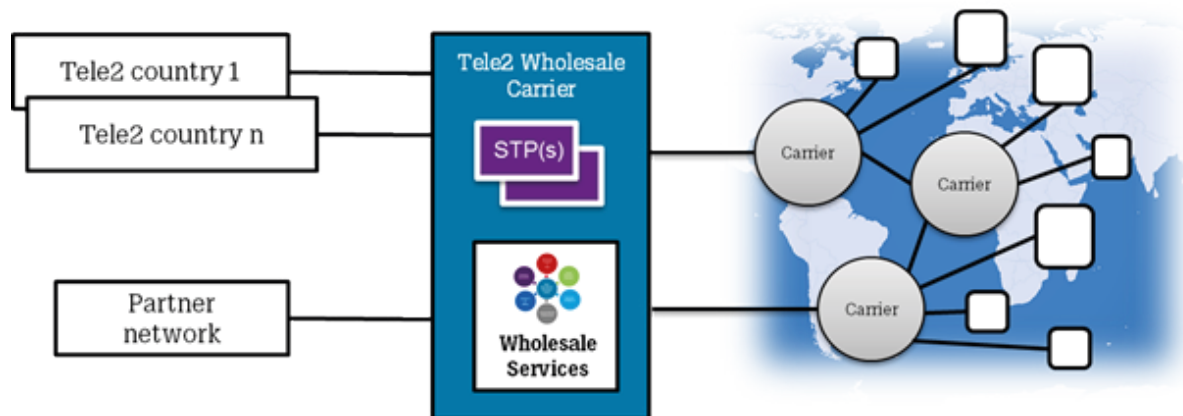 Tele2 country 1
Tele2 country n
Partner
network
Tele2 Wholesale
Carrier
STP(s)
Wholesale
Services
Carrier
Carrier
Carrier